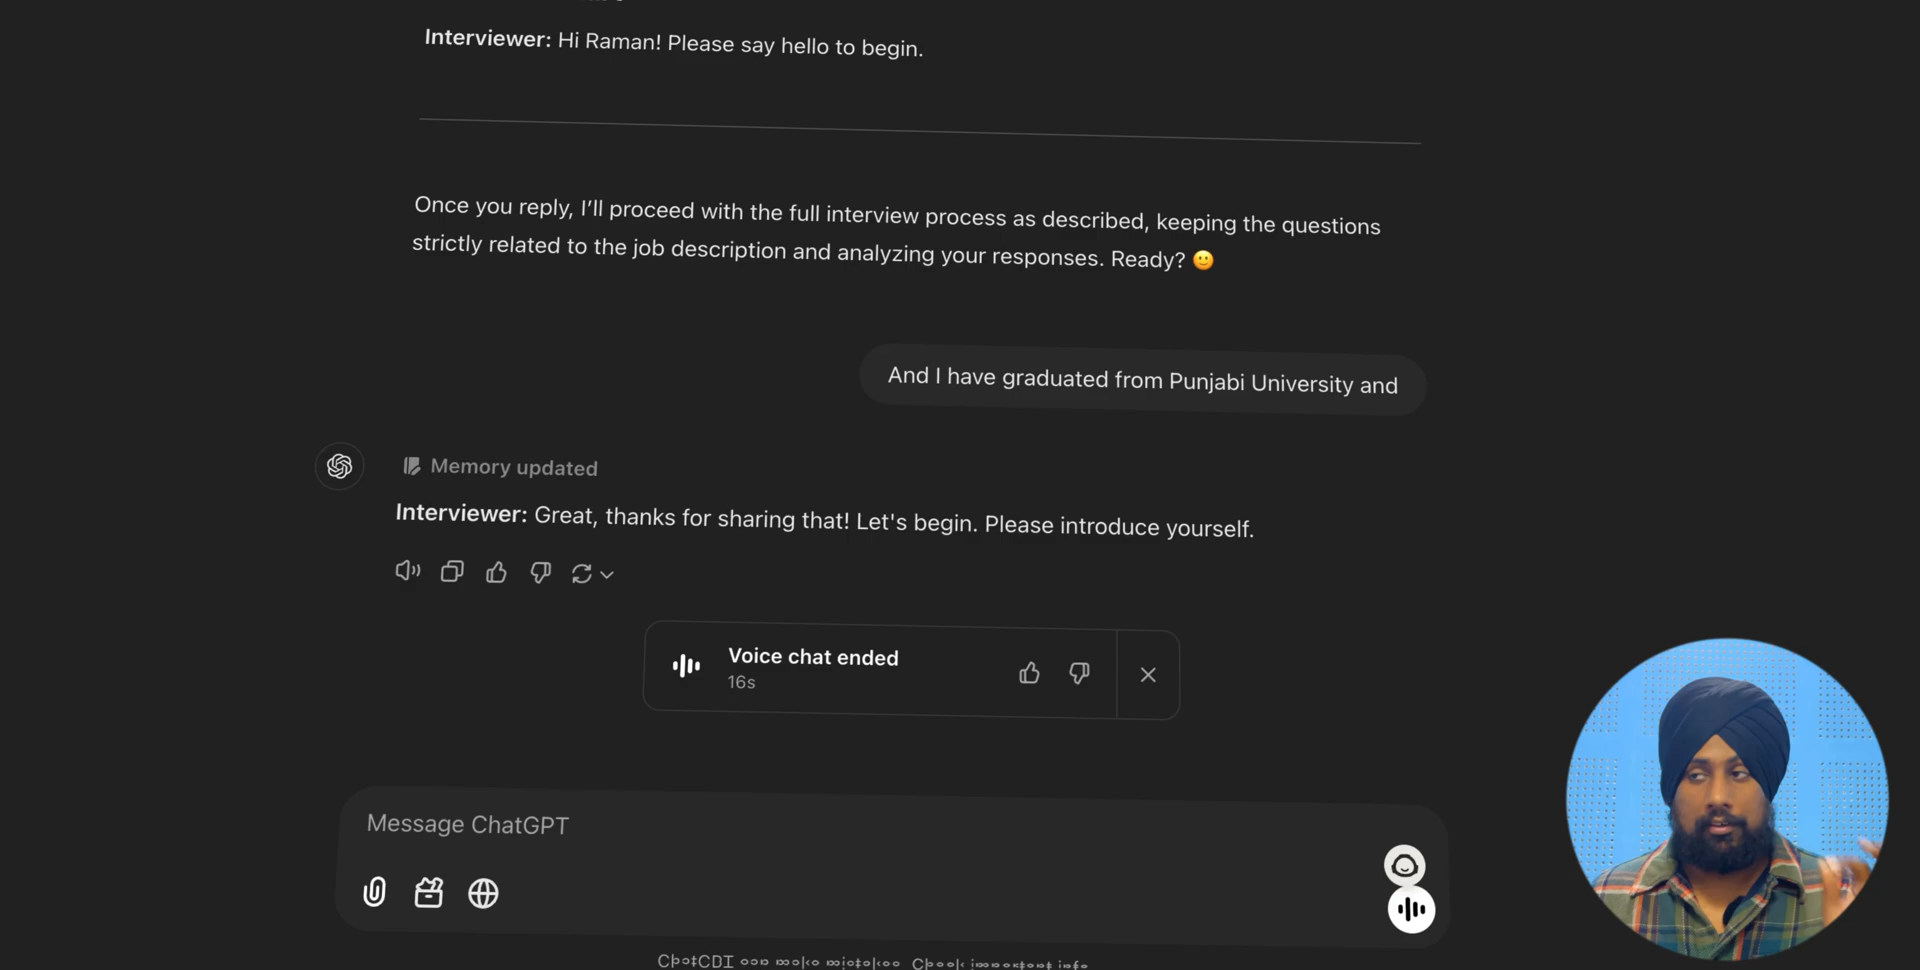 Interviewer: Hi Raman! Please say hello to begin.
Once you reply, I’ll proceed with the full interview process as described, keeping the questions
strictly related to the job description and analyzing your responses. Ready? 🙂
And I have graduated from Punjabi University and
Memory updated
Interviewer: Great, thanks for sharing that! Let's begin. Please introduce yourself.
Voice chat ended
16s
Message ChatGPT